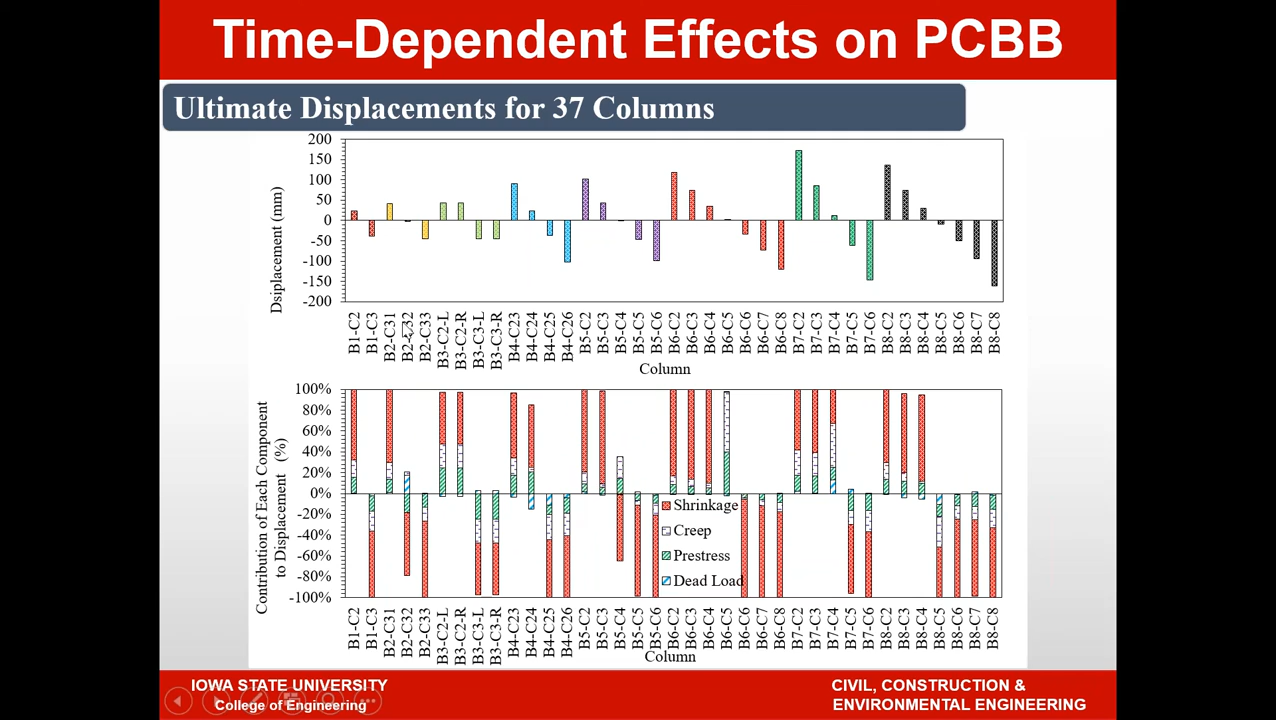 Time-Dependent Effects on PCBB
Ultimate Displacements for 37 Columns
200
150
100
50
0
-50
-100
-150
-200
Dsiplacement (mm)
B1-C2
B1-C3
B2-C31
B2-C32
B2-C33
B3-C2-L
B3-C2-R
B3-C3-L
B3-C3-R
B4-C23
B4-C24
B4-C25
B4-C26
B5-C2
B5-C3
B5-C4
B5-C5
B5-C6
B6-C2
B6-C3
B6-C4
B6-C5
B6-C6
B6-C7
B6-C8
B7-C2
B7-C3
B7-C4
B7-C5
B7-C6
B8-C2
B8-C3
B8-C4
B8-C5
B8-C6
B8-C7
B8-C8
Column
100%
80%
60%
40%
20%
0%
-20%
-40%
-60%
-80%
-100%
Contribution of Each Component
to Displacement (%)
Shrinkage
Creep
Prestress
Dead Load
B1-C2
B1-C3
B2-C31
B2-C32
B2-C33
B3-C2-L
B3-C2-R
B3-C3-L
B3-C3-R
B4-C23
B4-C24
B4-C25
B4-C26
B5-C2
B5-C3
B5-C4
B5-C5
B5-C6
B6-C2
B6-C3
B6-C4
B6-C5
B6-C6
B6-C7
B6-C8
B7-C2
B7-C3
B7-C4
B7-C5
B7-C6
B8-C2
B8-C3
B8-C4
B8-C5
B8-C6
B8-C7
B8-C8
Column
IOWA STATE UNIVERSITY
College of Engineering
CIVIL, CONSTRUCTION &
ENVIRONMENTAL ENGINEERING